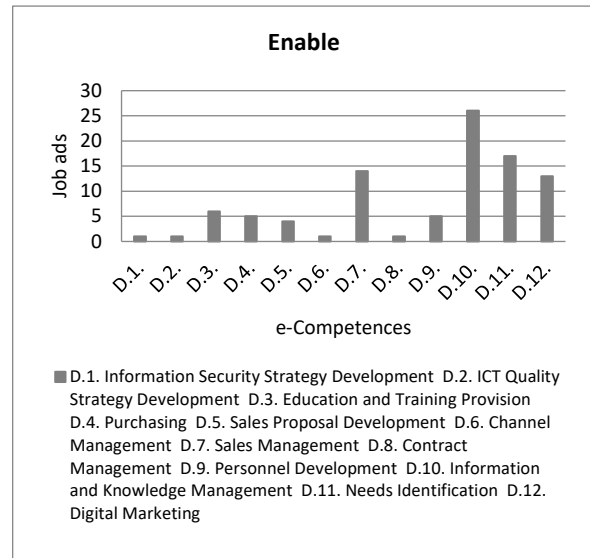 Enable
30
25
20
15
10
5
0
Job ads
D.1. D.2. D.3. D.4. D.5. D.6. D.7. D.8. D.9. D.10. D.11. D.12.
e-Competences
D.1. Information Security Strategy Development D.2. ICT Quality
Strategy Development D.3. Education and Training Provision
D.4. Purchasing D.5. Sales Proposal Development D.6. Channel
Management D.7. Sales Management D.8. Contract
Management D.9. Personnel Development D.10. Information
and Knowledge Management D.11. Needs Identification D.12.
Digital Marketing